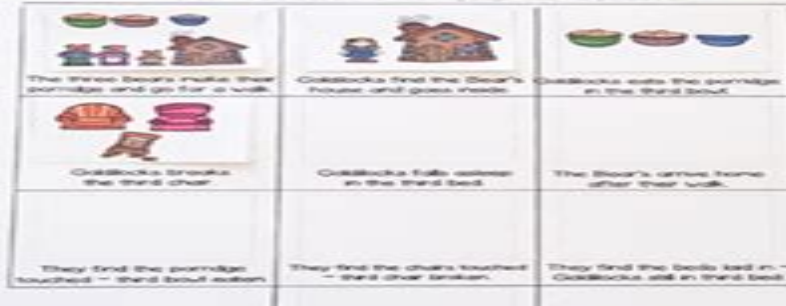 The three Bears make their
porridge and go for a walk.
Goldilocks find the Bear's
house and goes inside.
Goldilocks eats the porridge
in the third bowl.
Goldilocks breaks
the third chair.
Goldilocks falls asleep
in the third bed.
The Bear's arrive home
after their walk.
They find the porridge
touched - third bowl eaten.
They find the chairs touched
- third chair broken.
They find the beds laid in -
Goldilocks still in third bed.